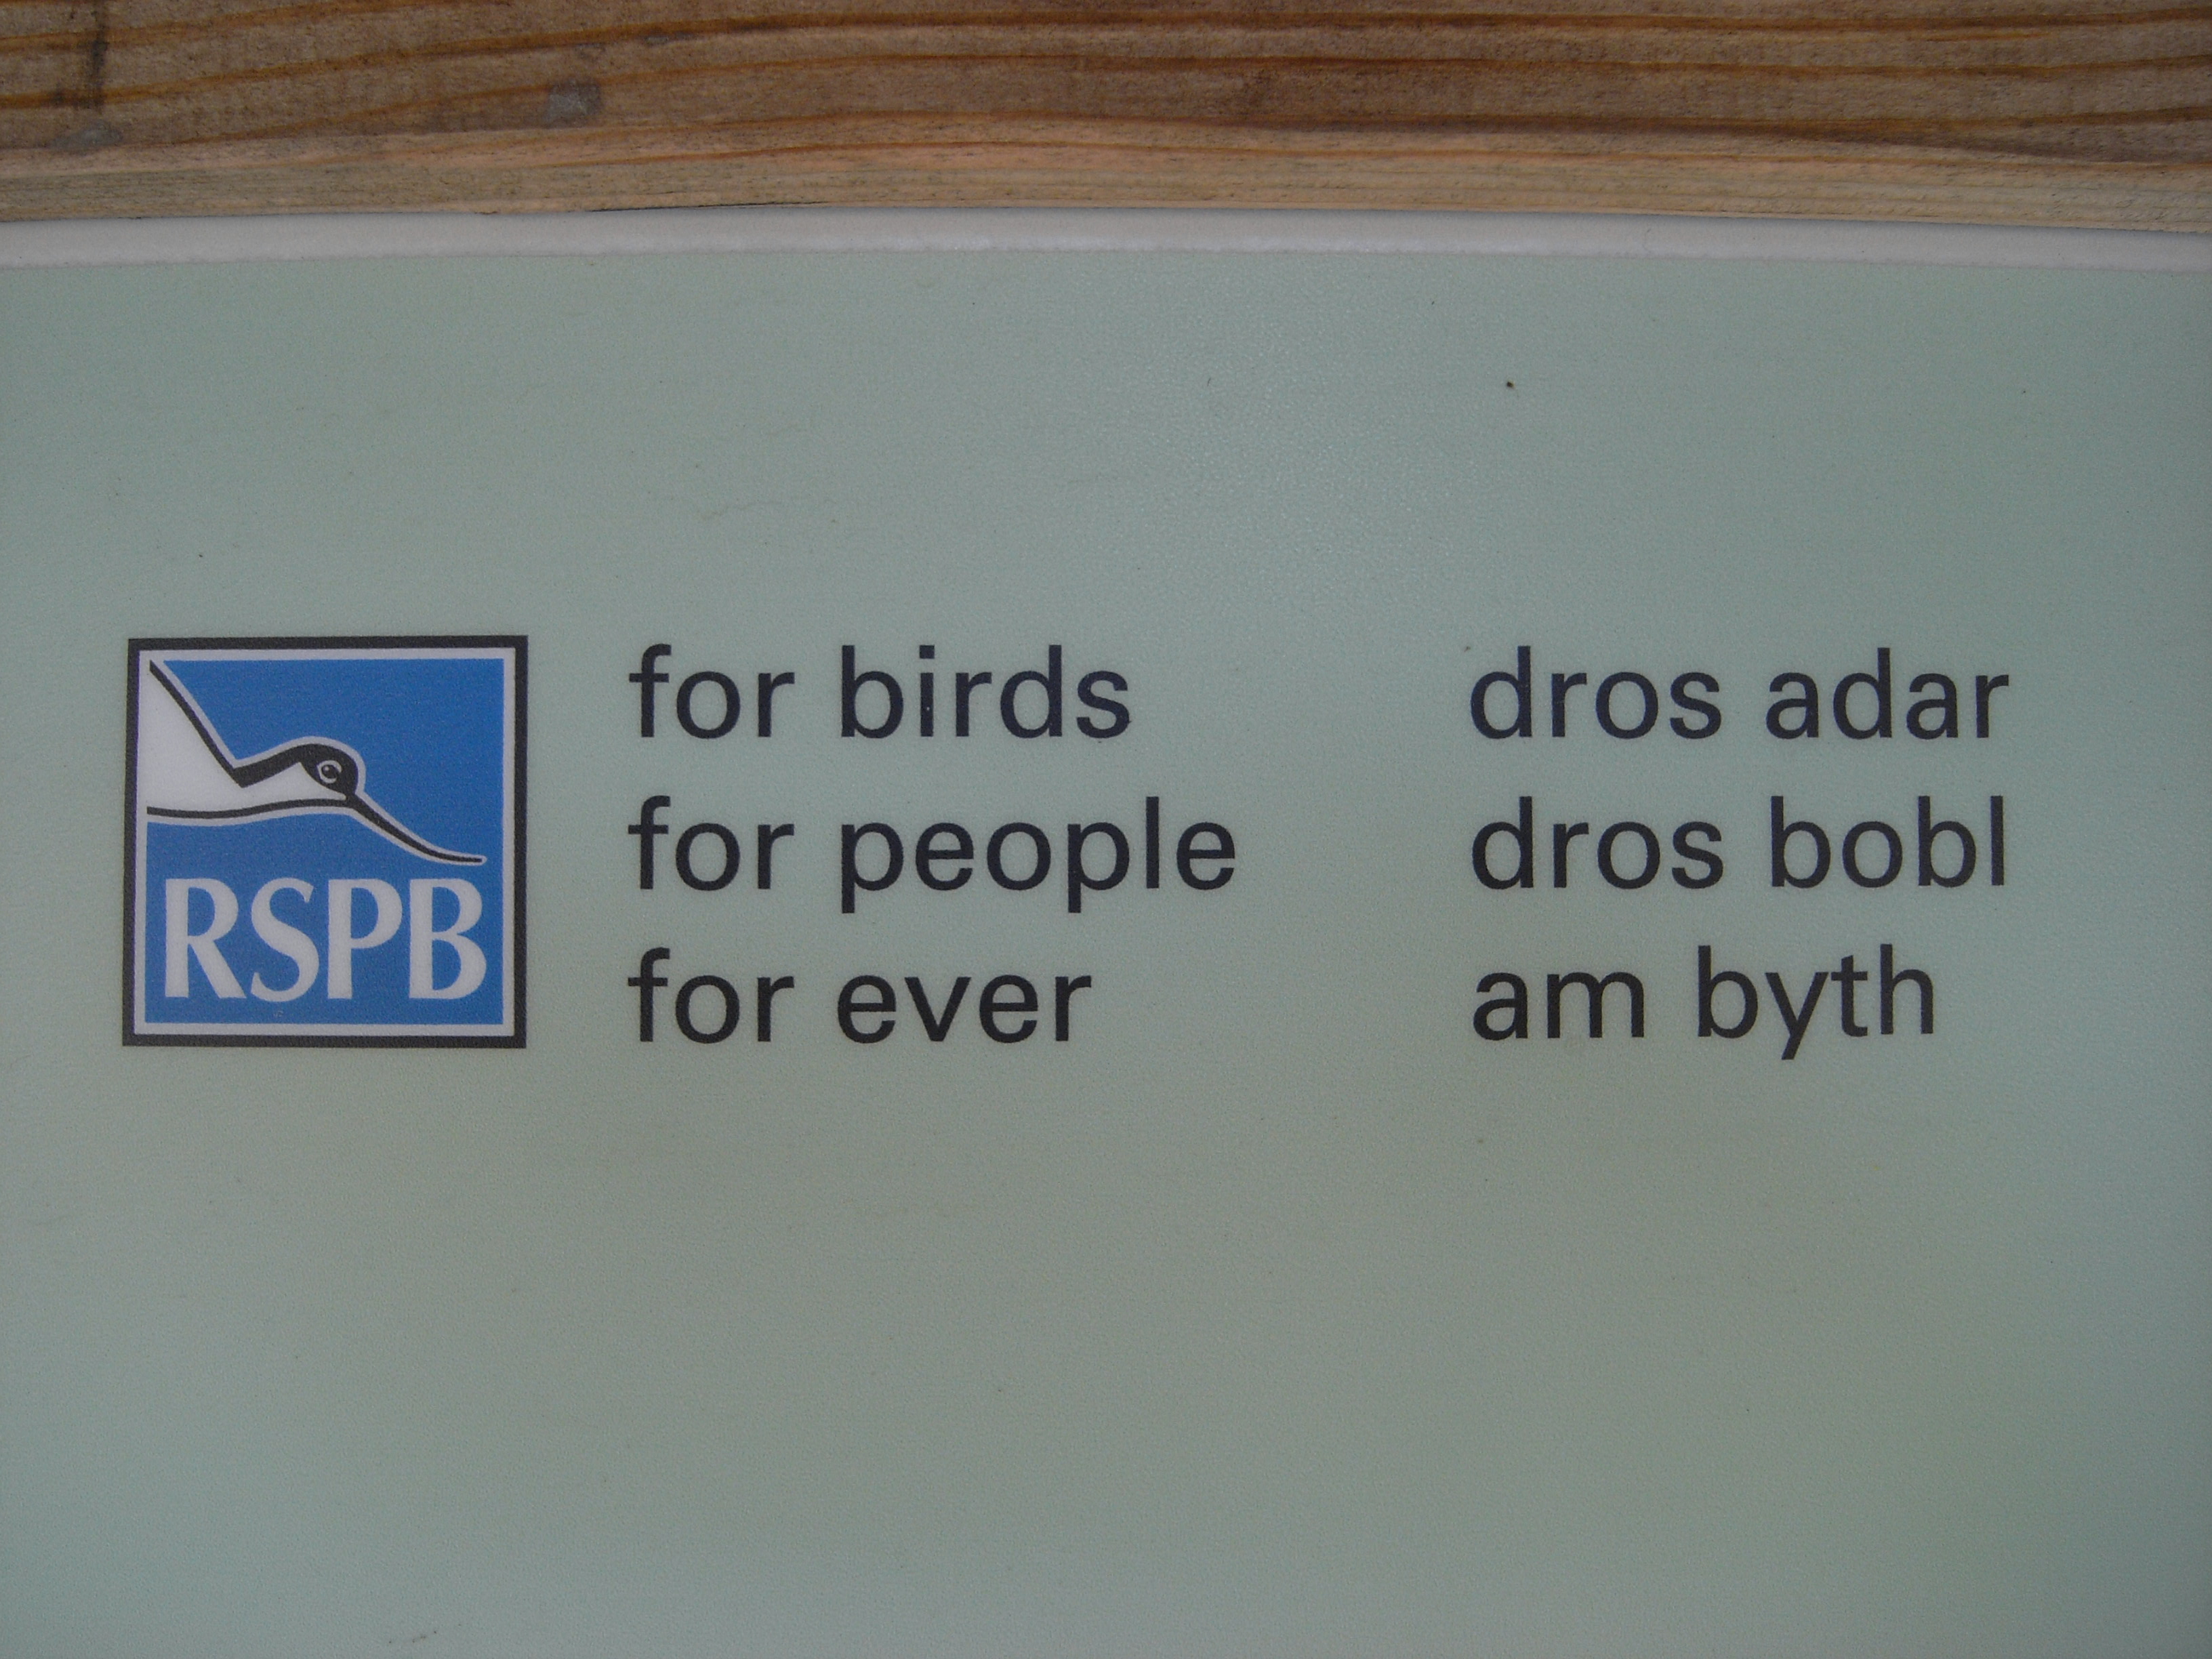 RSPB
for birds
for people
for ever
dros adar
dros bobl
am byth